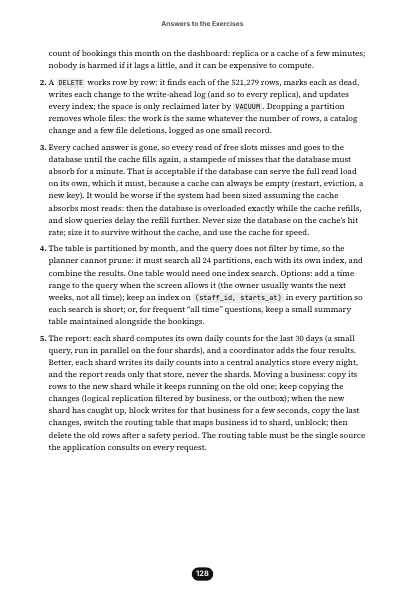 Answers to the Exercises
count of bookings this month on the dashboard: replica or a cache of a few minutes;
nobody is harmed if it lags a little, and it can be expensive to compute.
2. A DELETE works row by row: it finds each of the 521,279 rows, marks each as dead,
writes each change to the write-ahead log (and so to every replica), and updates
every index; the space is only reclaimed later by VACUUM. Dropping a partition
removes whole files: the work is the same whatever the number of rows, a catalog
change and a few file deletions, logged as one small record.
3. Every cached answer is gone, so every read of free slots misses and goes to the
database until the cache fills again, a stampede of misses that the database must
absorb for a minute. That is acceptable if the database can serve the full read load
on its own, which it must, because a cache can always be empty (restart, eviction, a
new key). It would be worse if the system had been sized assuming the cache
absorbs most reads: then the database is overloaded exactly while the cache refills,
and slow queries delay the refill further. Never size the database on the cache's hit
rate; size it to survive without the cache, and use the cache for speed.
4. The table is partitioned by month, and the query does not filter by time, so the
planner cannot prune: it must search all 24 partitions, each with its own index, and
combine the results. One table would need one index search. Options: add a time
range to the query when the screen allows it (the owner usually wants the next
weeks, not all time); keep an index on (staff_id, starts_at) in every partition so
each search is short; or, for frequent “all time” questions, keep a small summary
table maintained alongside the bookings.
5. The report: each shard computes its own daily counts for the last 30 days (a small
query, run in parallel on the four shards), and a coordinator adds the four results.
Better, each shard writes its daily counts into a central analytics store every night,
and the report reads only that store, never the shards. Moving a business: copy its
rows to the new shard while it keeps running on the old one; keep copying the
changes (logical replication filtered by business, or the outbox); when the new
shard has caught up, block writes for that business for a few seconds, copy the last
changes, switch the routing table that maps business id to shard, unblock; then
delete the old rows after a safety period. The routing table must be the single source
the application consults on every request.
128